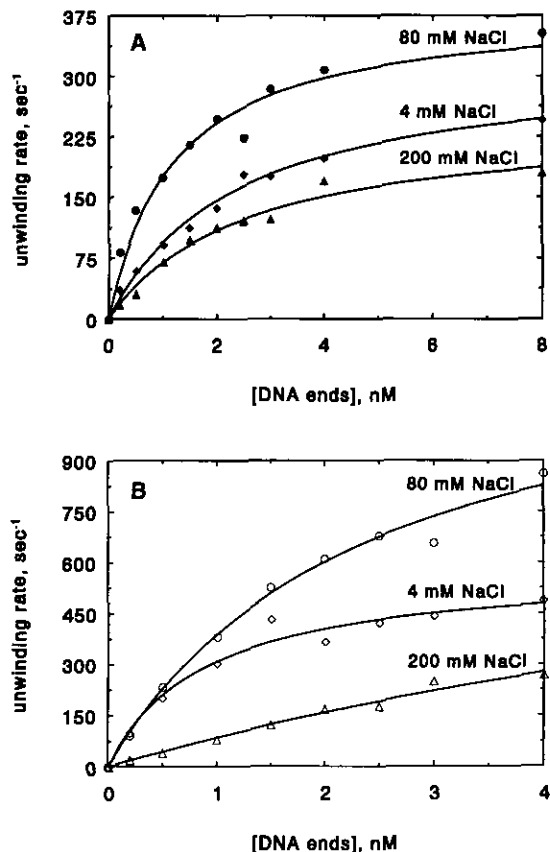 A
375
300
225
150
75
0
unwinding rate, sec⁻¹
80 mM NaCl
4 mM NaCl
200 mM NaCl
0 2 4 6 8
[DNA ends], nM
B
900
750
600
450
300
150
0
unwinding rate, sec⁻¹
80 mM NaCl
4 mM NaCl
200 mM NaCl
0 1 2 3 4
[DNA ends], nM